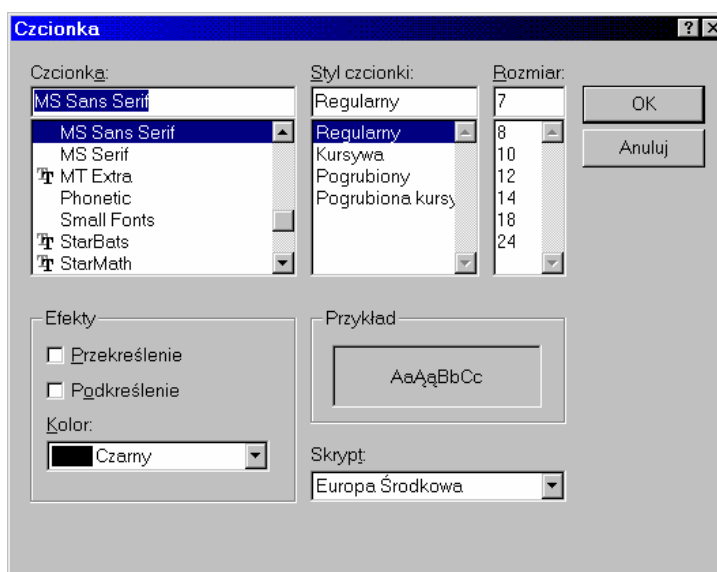 Czcionka
Czcionka:
MS Sans Serif
MS Sans Serif
MS Serif
MT Extra
Phonetic
Small Fonts
StarBats
StarMath
Styl czcionki:
Regularny
Regularny
Kursywa
Pogrubiony
Pogrubiona kursy
Rozmiar:
7
8
10
12
14
18
24
OK
Anuluj
Efekty
Przekreślenie
Podkreślenie
Kolor:
Czarny
Przykład
AaĄąBbCc
Skrypt:
Europa Środkowa